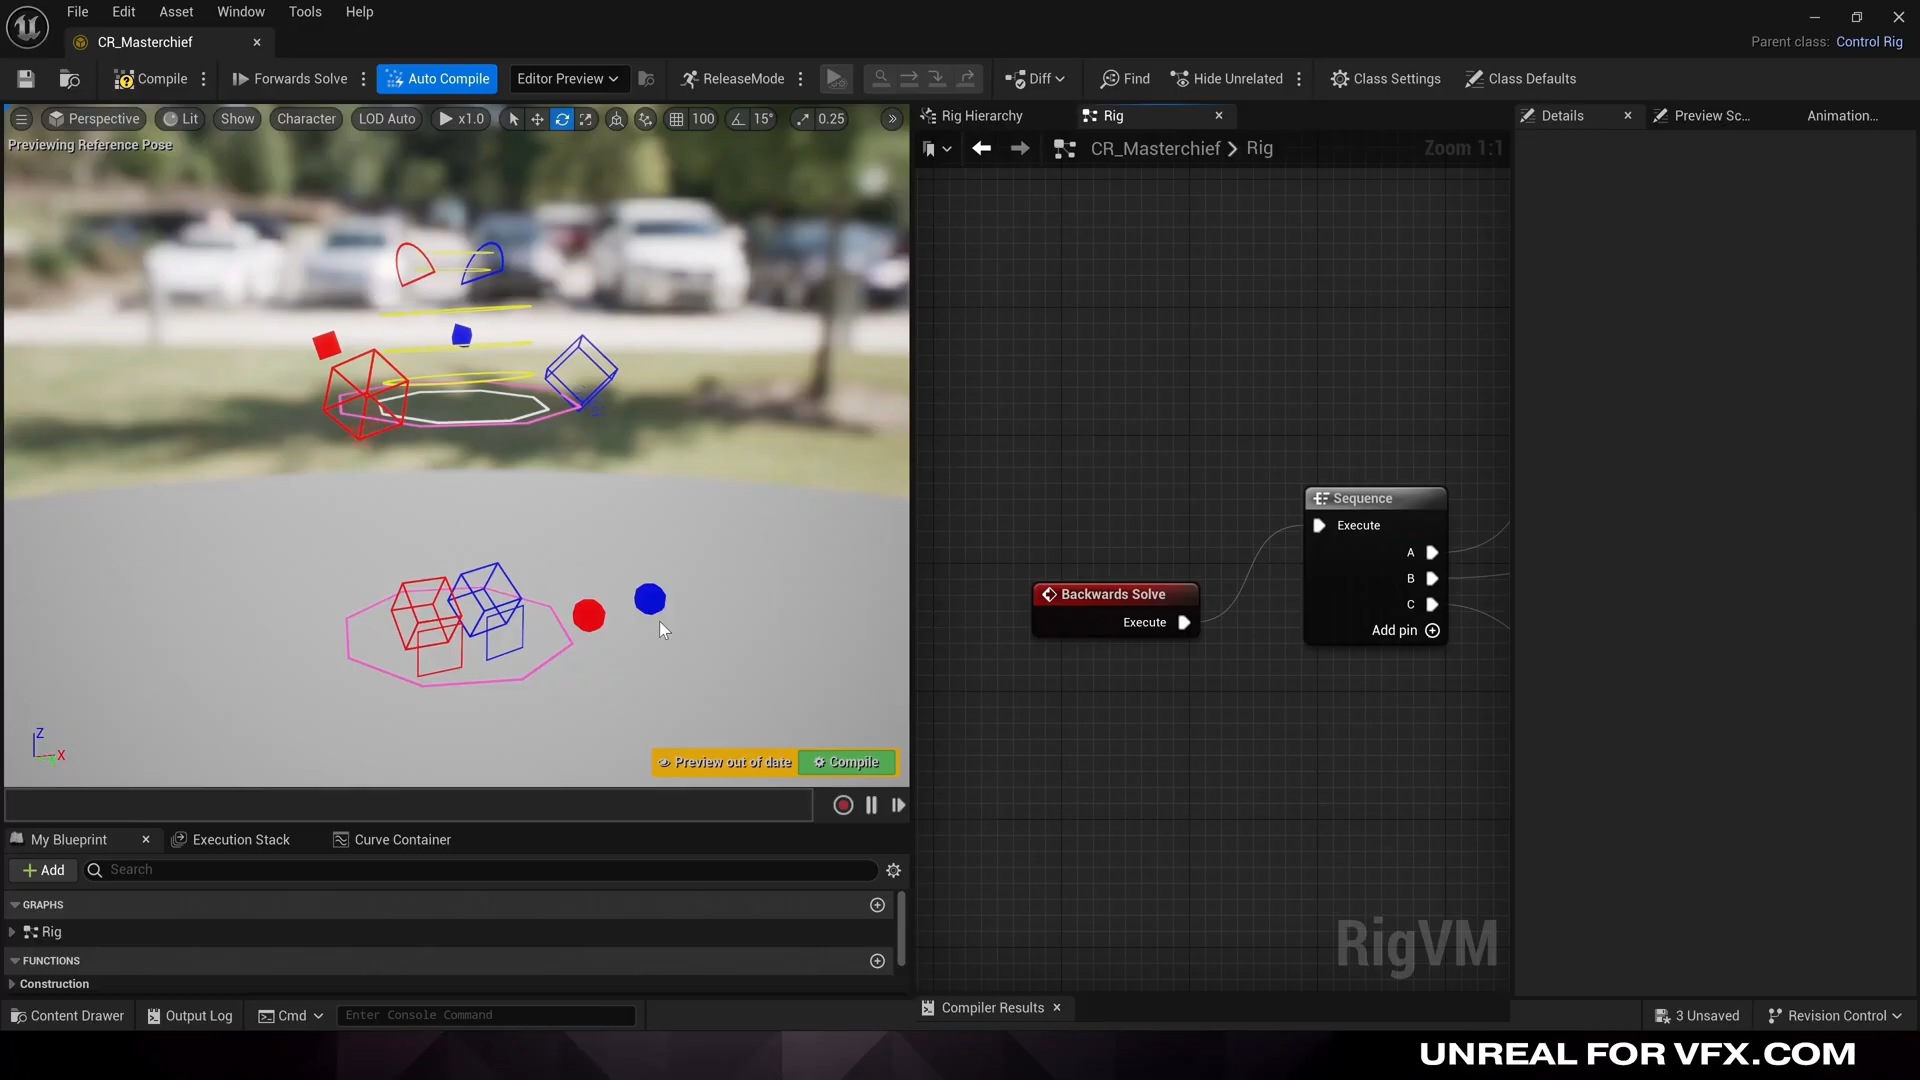 File Edit Asset Window Tools Help
CR_Masterchief
Parent class: Control Rig
Compile Forwards Solve Auto Compile Editor Preview ReleaseMode Diff Find Hide Unrelated Class Settings Class Defaults
Perspective Lit Show Character LOD Auto x1.0 100 15° 0.25
Previewing Reference Pose
Z
X
Preview out of date Compile
Rig Hierarchy Rig
CR_Masterchief > Rig Zoom 1:1
Backwards Solve
Execute
Sequence
Execute
A
B
C
Add pin
RigVM
Compiler Results
Details Preview Sc... Animation...
My Blueprint Execution Stack Curve Container
Add Search
GRAPHS
Rig
FUNCTIONS
Construction
Content Drawer Output Log Cmd Enter Console Command 3 Unsaved Revision Control
UNREAL FOR VFX.COM